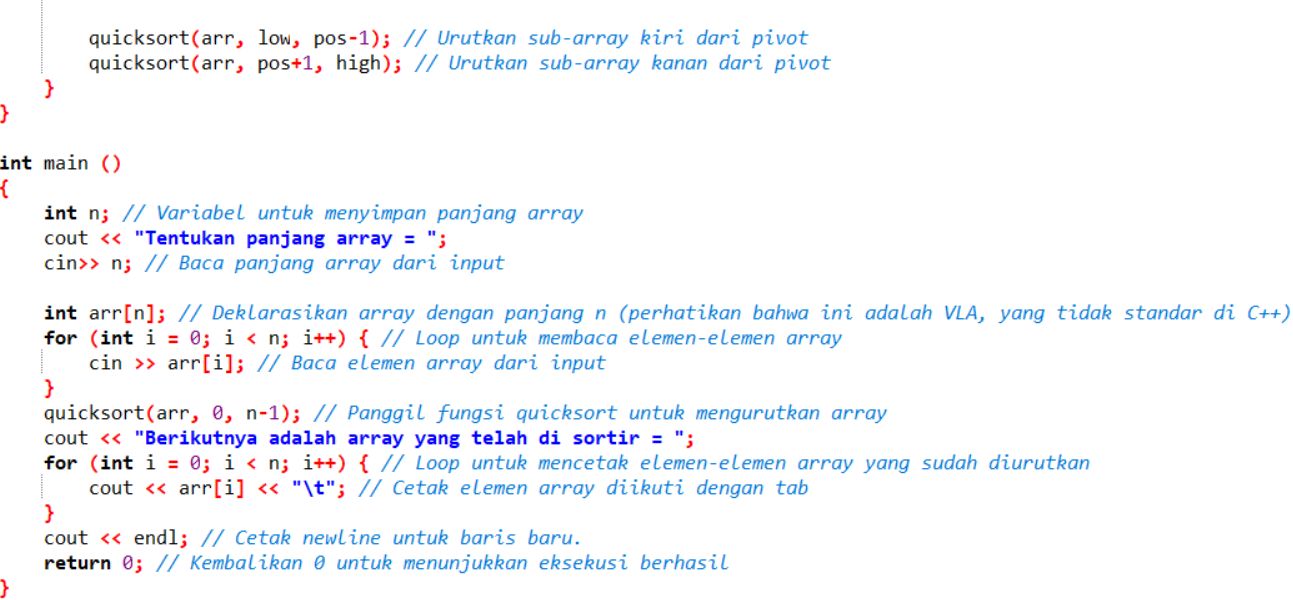 quicksort(arr, low, pos-1); // Urutkan sub-array kiri dari pivot
quicksort(arr, pos+1, high); // Urutkan sub-array kanan dari pivot
}
}
int main ()
{
int n; // Variabel untuk menyimpan panjang array
cout << "Tentukan panjang array = ";
cin>> n; // Baca panjang array dari input
int arr[n]; // Deklarasikan array dengan panjang n (perhatikan bahwa ini adalah VLA, yang tidak standar di C++)
for (int i = 0; i < n; i++) { // Loop untuk membaca elemen-elemen array
cin >> arr[i]; // Baca elemen array dari input
}
quicksort(arr, 0, n-1); // Panggil fungsi quicksort untuk mengurutkan array
cout << "Berikutnya adalah array yang telah di sortir = ";
for (int i = 0; i < n; i++) { // Loop untuk mencetak elemen-elemen array yang sudah diurutkan
cout << arr[i] << "\t"; // Cetak elemen array diikuti dengan tab
}
cout << endl; // Cetak newline untuk baris baru.
return 0; // Kembalikan 0 untuk menunjukkan eksekusi berhasil
}